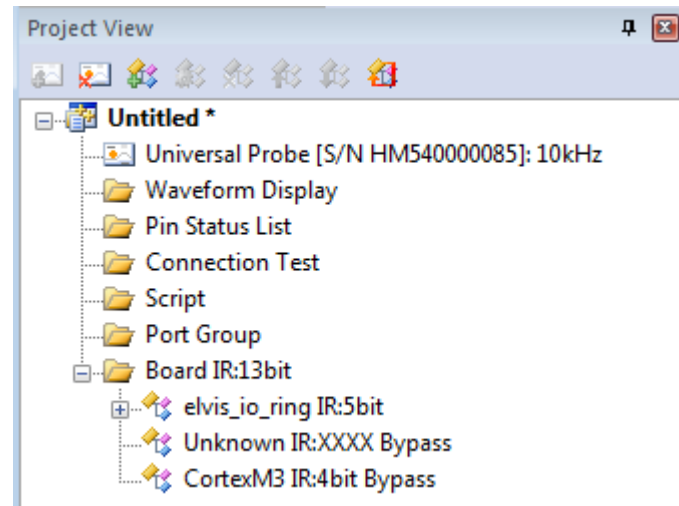 Project View
Untitled *
Universal Probe [S/N HM540000085]: 10kHz
Waveform Display
Pin Status List
Connection Test
Script
Port Group
Board IR:13bit
elvis_io_ring IR:5bit
Unknown IR:XXXX Bypass
CortexM3 IR:4bit Bypass